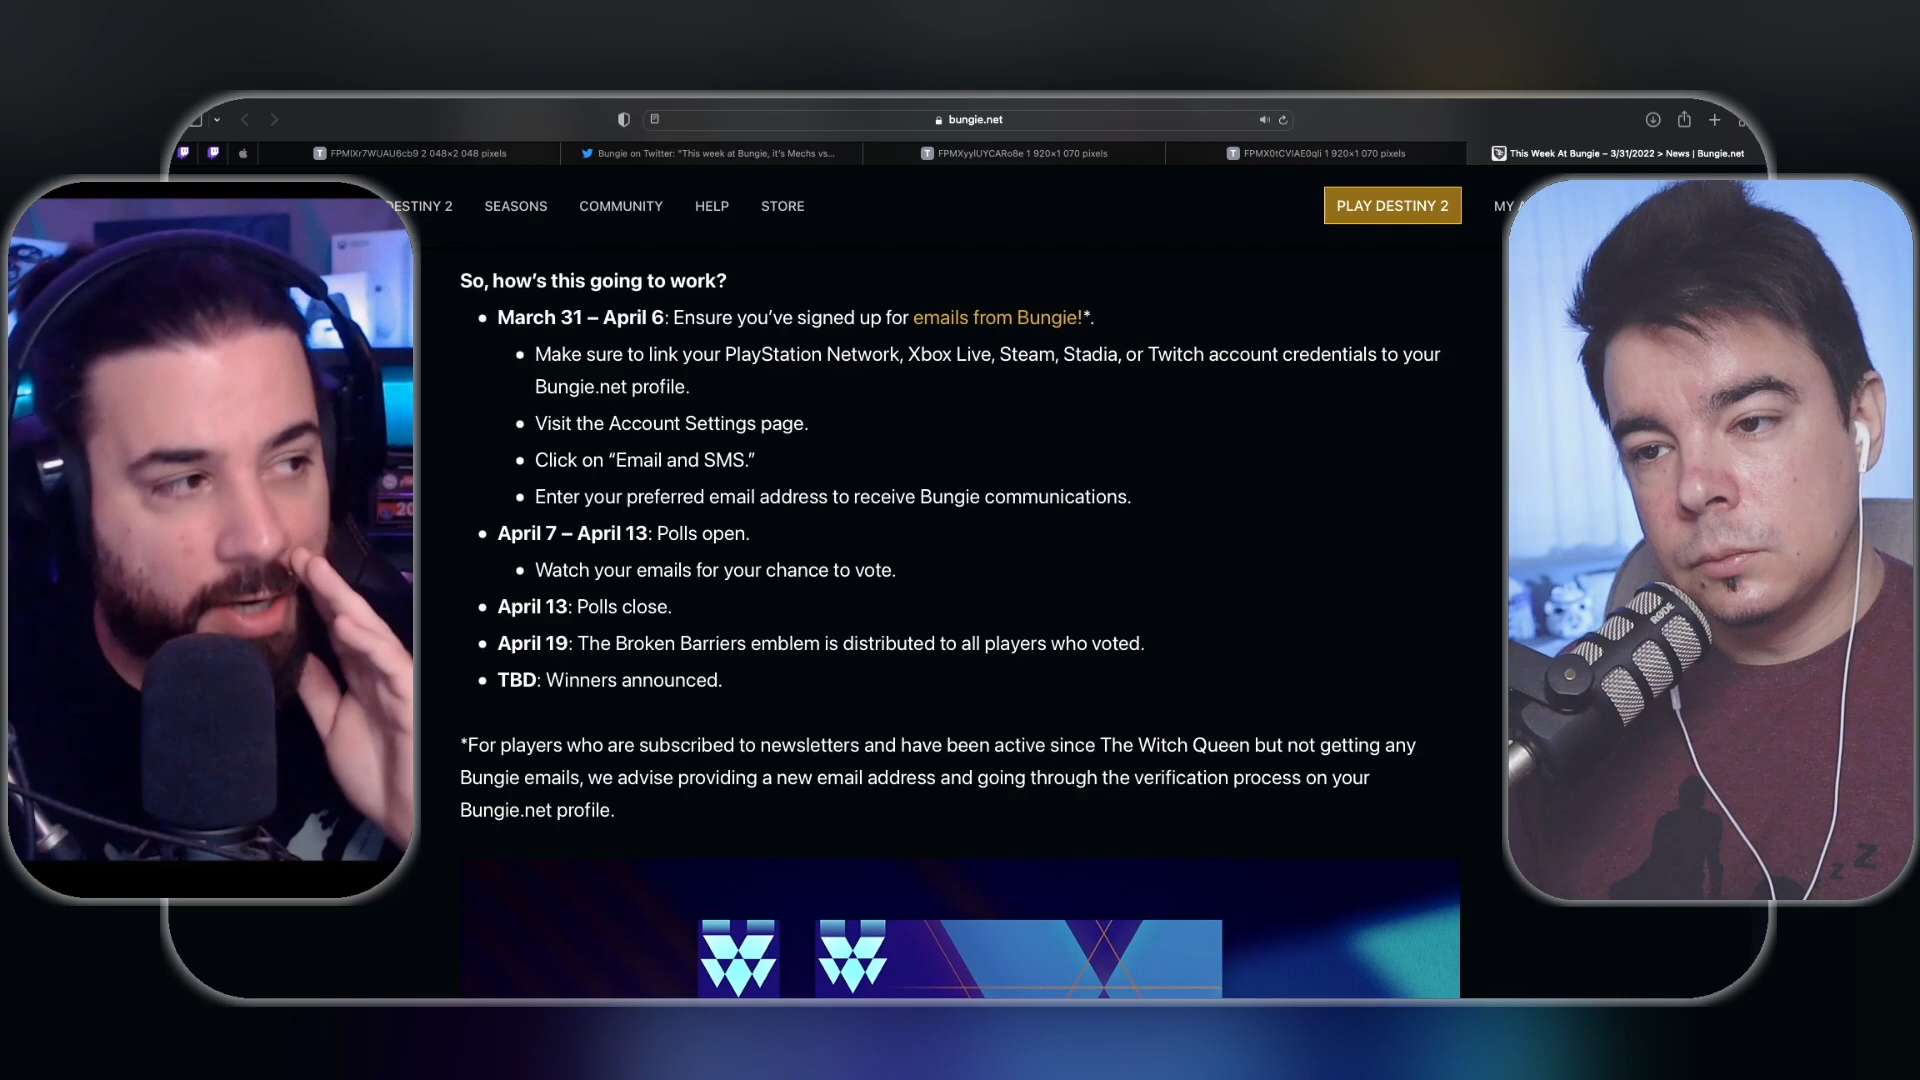 bungie.net
FPMIXr7WUAU6cb9 2 048×2 048 pixels
Bungie on Twitter: "This week at Bungie, it's Mechs vs...
FPMXyylUYCARo8e 1 920×1 070 pixels
FPMX0tCVIAE0qli 1 920×1 070 pixels
This Week At Bungie – 3/31/2022 > News | Bungie.net
DESTINY 2 SEASONS COMMUNITY HELP STORE PLAY DESTINY 2 MY
So, how’s this going to work?
• March 31 – April 6: Ensure you’ve signed up for emails from Bungie!*.
• Make sure to link your PlayStation Network, Xbox Live, Steam, Stadia, or Twitch account credentials to your
Bungie.net profile.
• Visit the Account Settings page.
• Click on “Email and SMS.”
• Enter your preferred email address to receive Bungie communications.
• April 7 – April 13: Polls open.
• Watch your emails for your chance to vote.
• April 13: Polls close.
• April 19: The Broken Barriers emblem is distributed to all players who voted.
• TBD: Winners announced.
*For players who are subscribed to newsletters and have been active since The Witch Queen but not getting any
Bungie emails, we advise providing a new email address and going through the verification process on your
Bungie.net profile.
XBOX
RØDE
z z